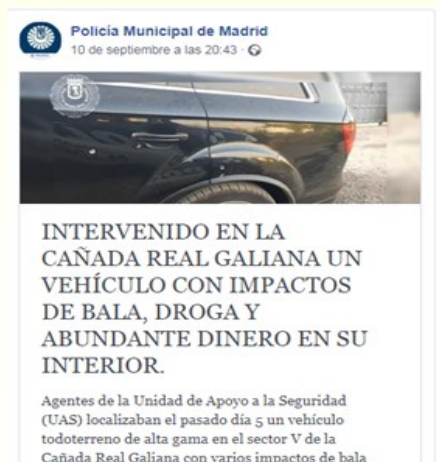 Policía Municipal de Madrid
10 de septiembre a las 20:43 ·
INTERVENIDO EN LA
CAÑADA REAL GALIANA UN
VEHÍCULO CON IMPACTOS
DE BALA, DROGA Y
ABUNDANTE DINERO EN SU
INTERIOR.
Agentes de la Unidad de Apoyo a la Seguridad
(UAS) localizaban el pasado día 5 un vehículo
todoterreno de alta gama en el sector V de la
Cañada Real Galiana con varios impactos de bala